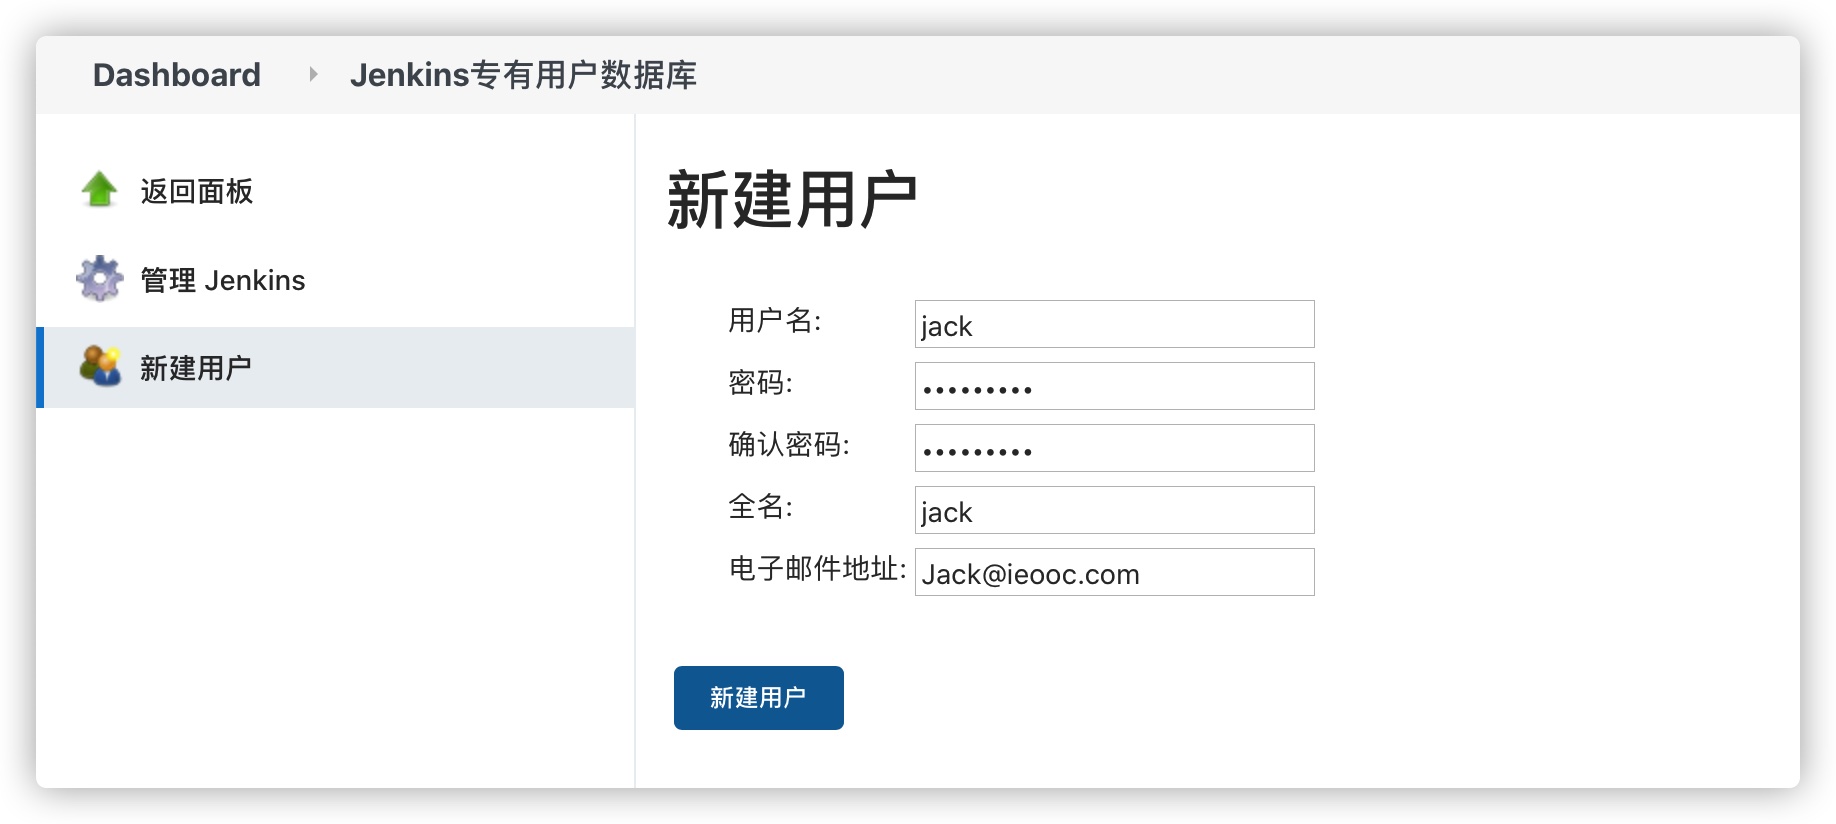 Dashboard
Jenkins专有用户数据库
返回面板
管理 Jenkins
新建用户
新建用户
用户名:
jack
密码:
•••••••••
确认密码:
•••••••••
全名:
jack
电子邮件地址:
Jack@ieooc.com
新建用户